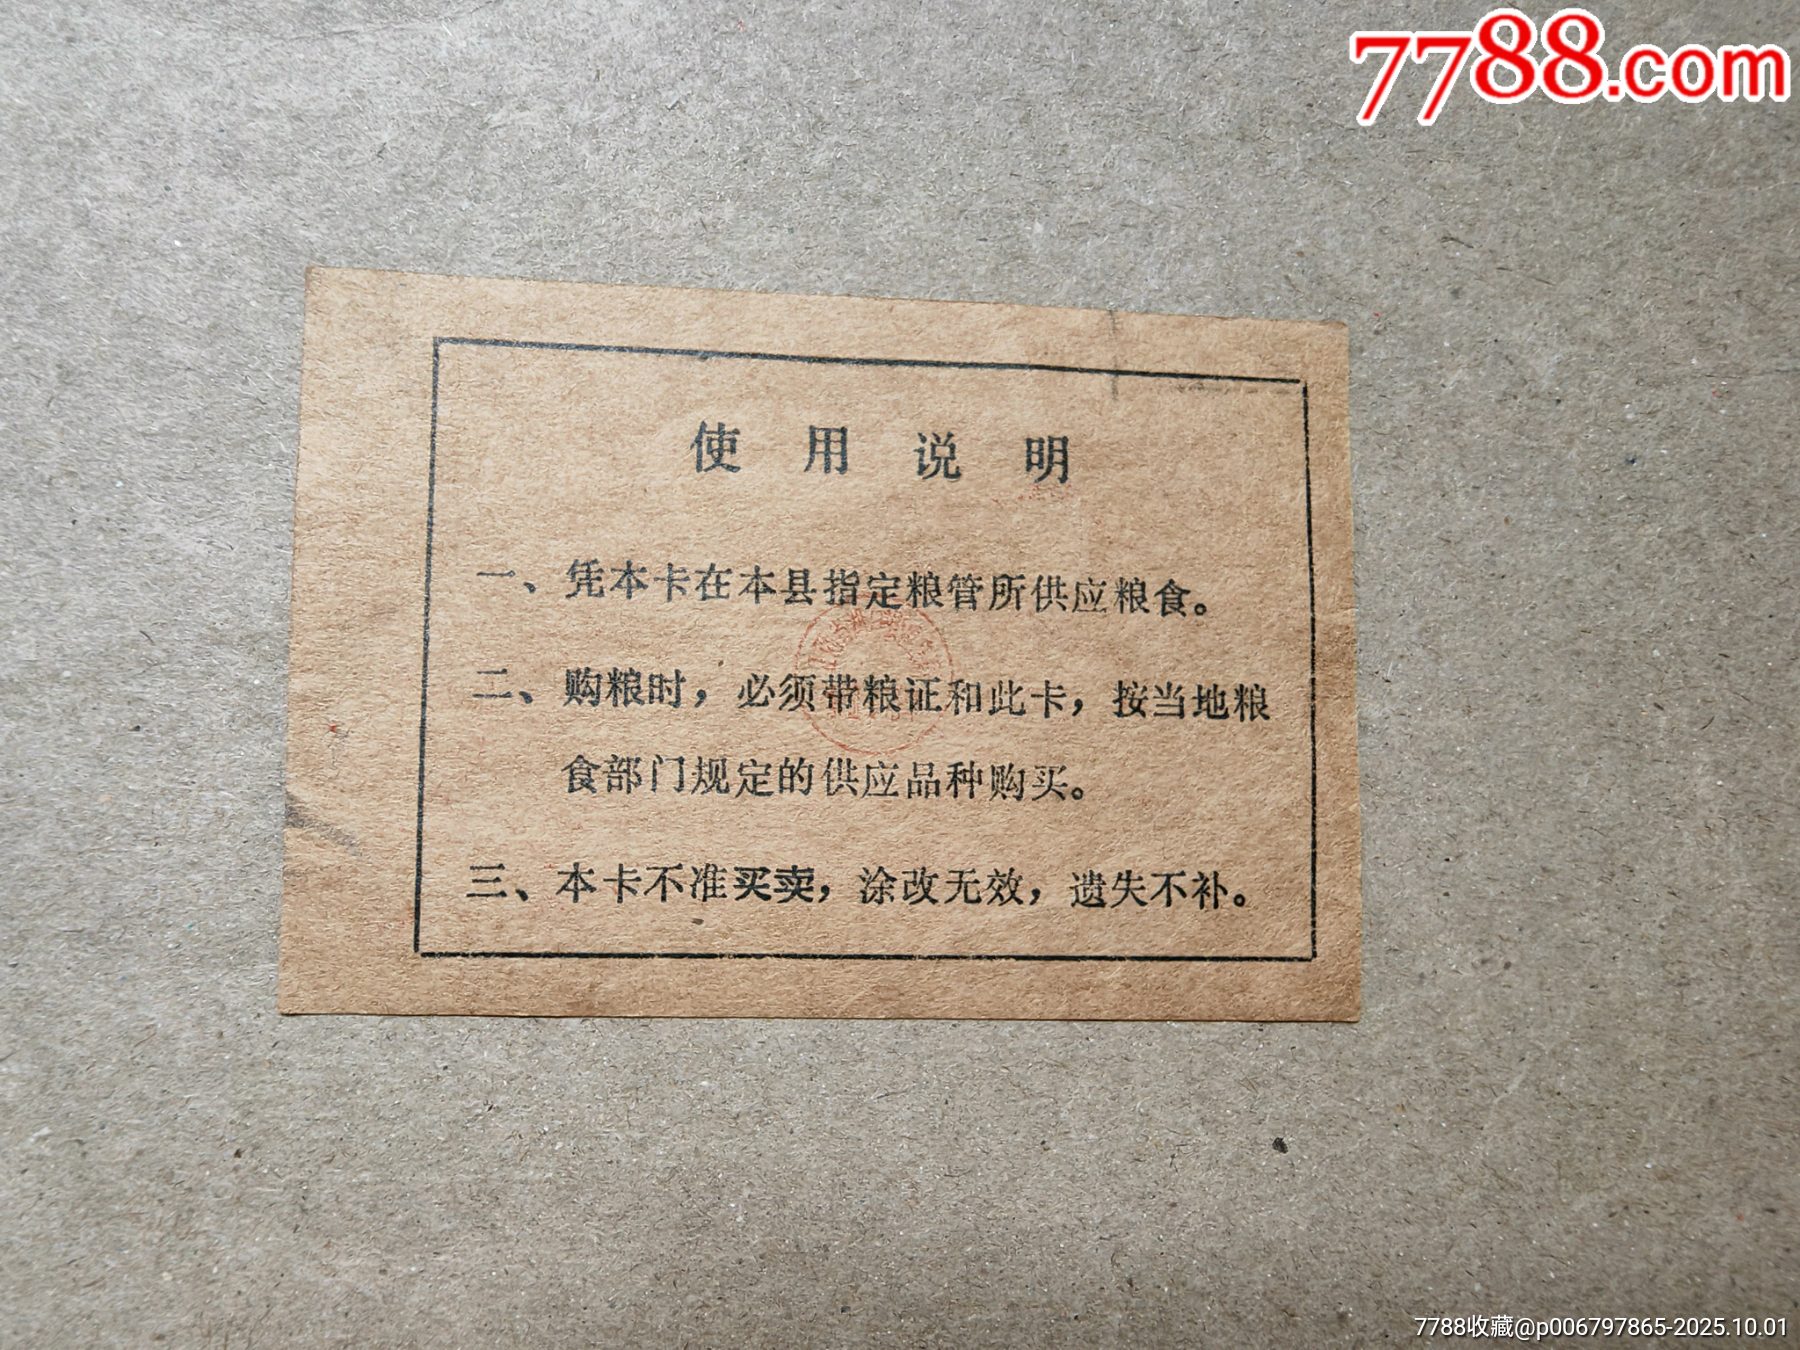 7788.com
使用说明
一、凭本卡在本县指定粮管所供应粮食。
二、购粮时，必须带粮证和此卡，按当地粮
食部门规定的供应品种购买。
三、本卡不准买卖，涂改无效，遗失不补。
7788收藏@p006797865-2025.10.01